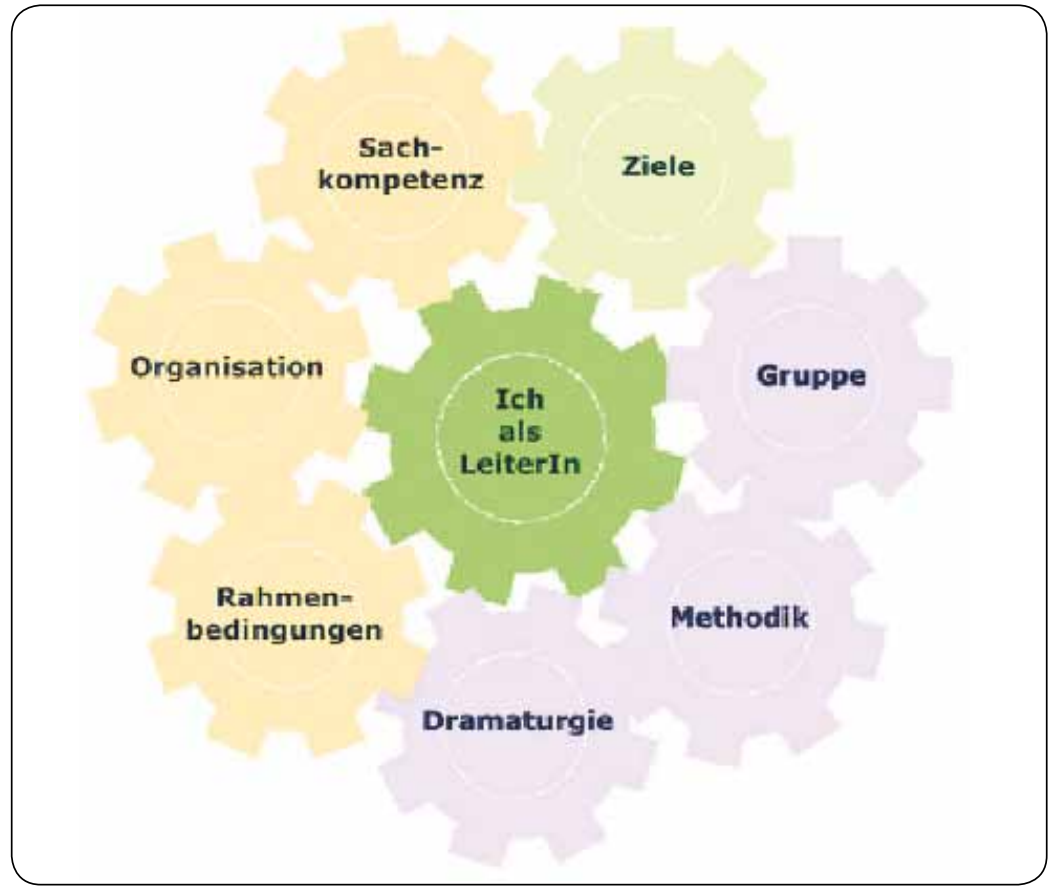 Sach-
kompetenz
Ziele
Organisation
Ich
als
LeiterIn
Gruppe
Rahmen-
bedingungen
Methodik
Dramaturgie